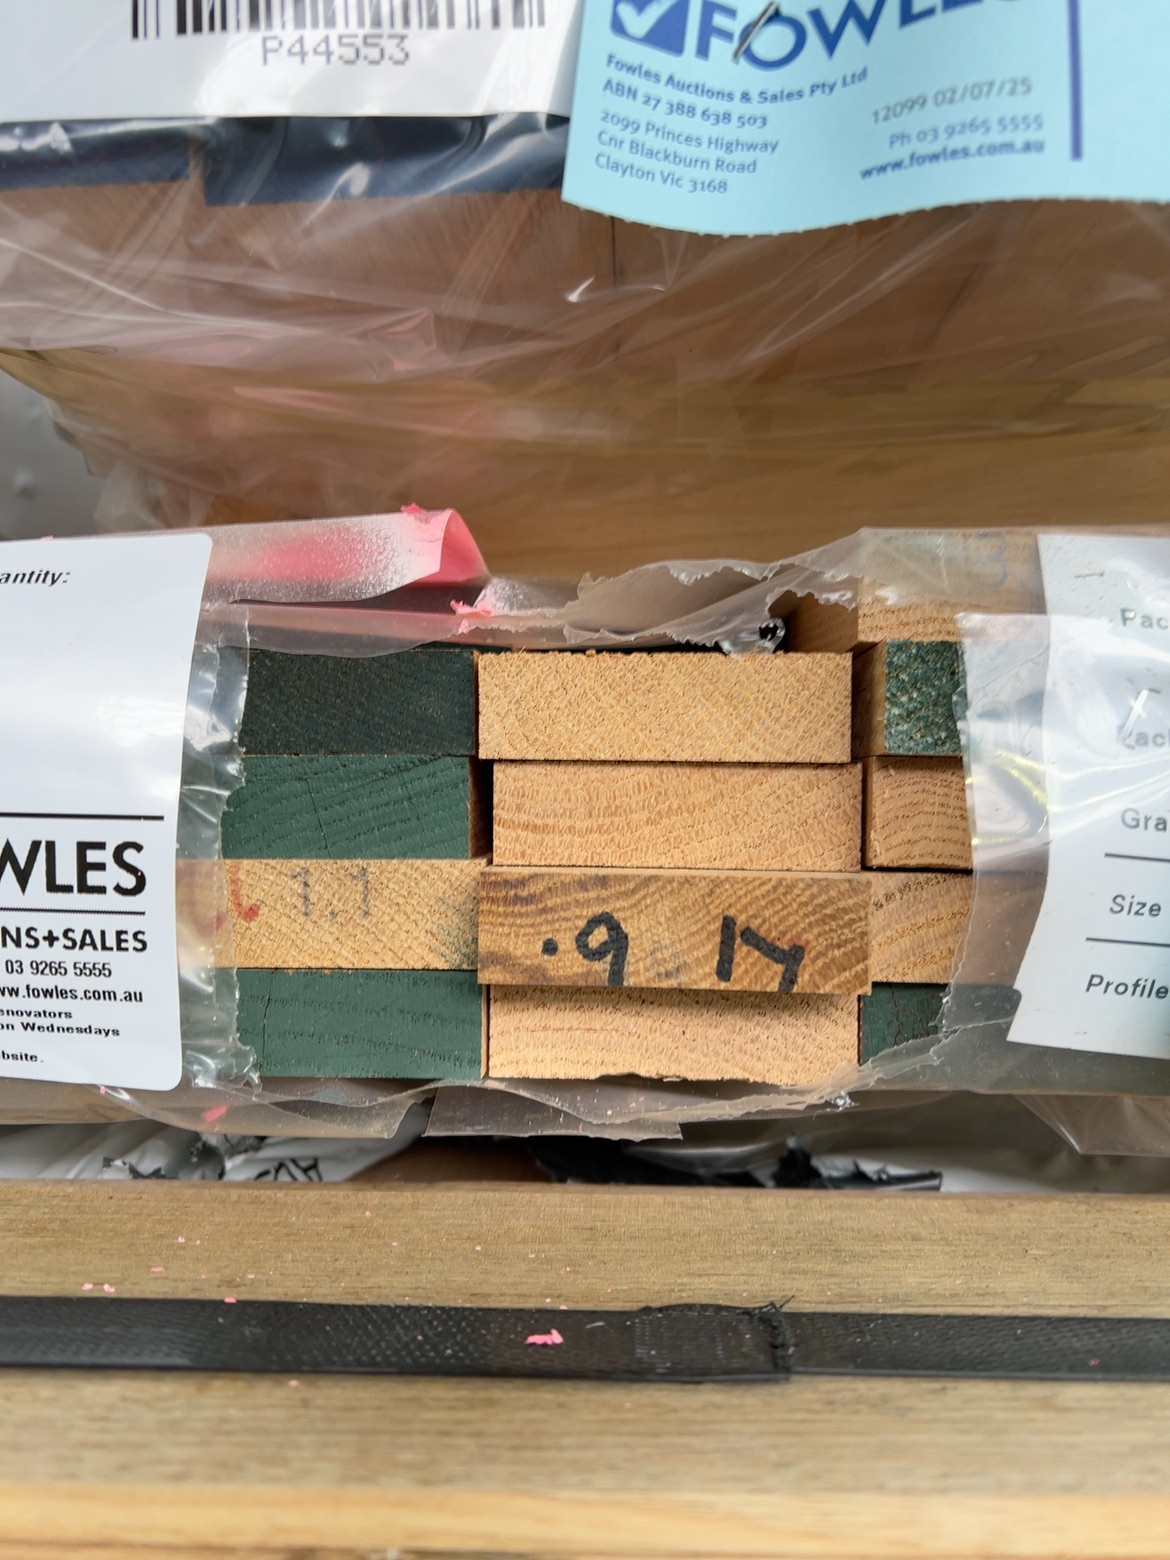 P44553
FOWLES
Fowles Auctions & Sales Pty Ltd
ABN 27 388 638 503
2099 Princes Highway
Cnr Blackburn Road
Clayton Vic 3168
12099 02/07/25
Ph 03 9265 5555
www.fowles.com.au
antity:
WLES
NS+SALES
03 9265 5555
ww.fowles.com.au
enovators
on Wednesdays
bsite.
1.1
.9
Pac
Gra
Size
Profile